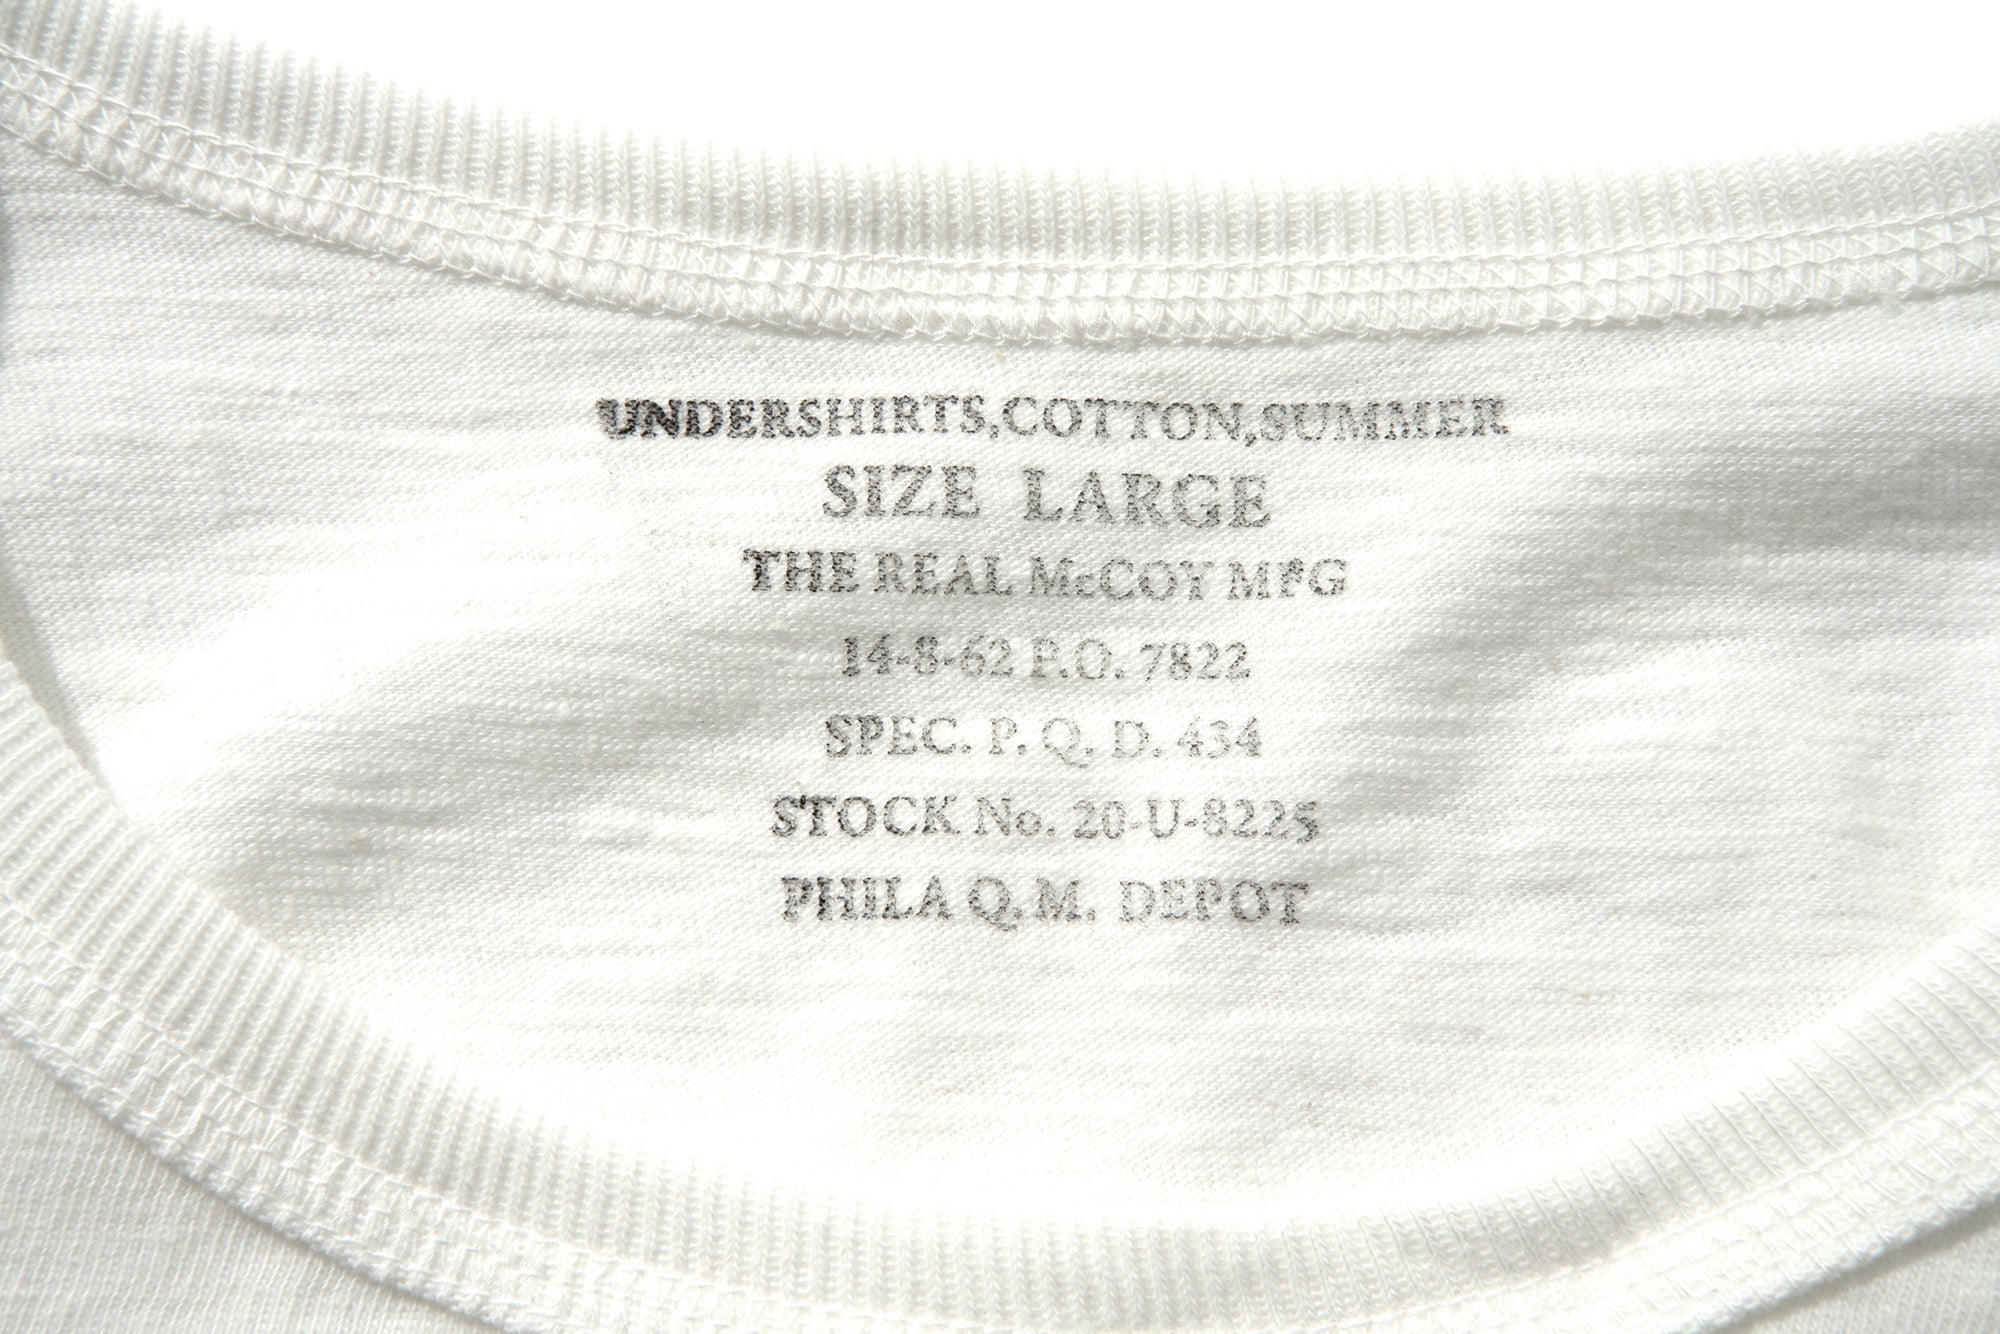 UNDERSHIRTS,COTTON,SUMMER
SIZE LARGE
THE REAL McCOY MFG
14-8-62 P.O. 7822
SPEC. P. Q. D. 434
STOCK No. 20-U-8225
PHILA Q.M. DEPOT